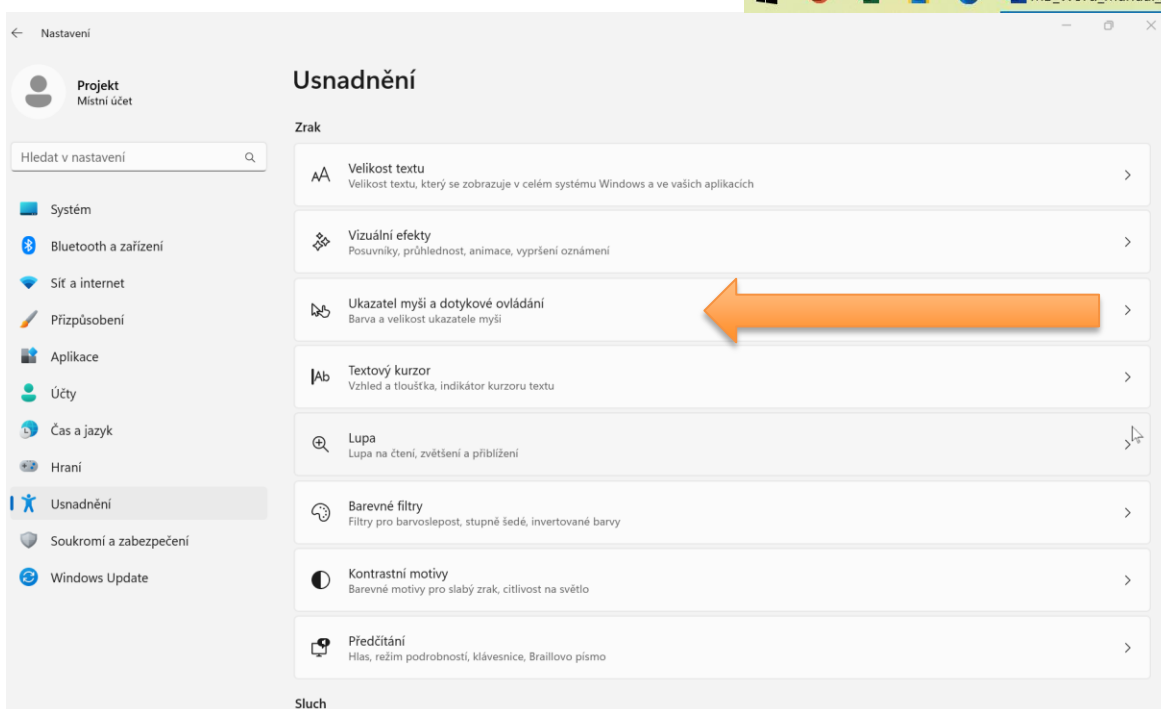 Nastavení
Projekt
Místní účet
Hledat v nastavení
Systém
Bluetooth a zařízení
Síť a internet
Přizpůsobení
Aplikace
Účty
Čas a jazyk
Hraní
Usnadnění
Soukromí a zabezpečení
Windows Update
Usnadnění
Zrak
AA
Velikost textu
Velikost textu, který se zobrazuje v celém systému Windows a ve vašich aplikacích
Vizuální efekty
Posuvníky, průhlednost, animace, vypršení oznámení
Ukazatel myši a dotykové ovládání
Barva a velikost ukazatele myši
Ab
Textový kurzor
Vzhled a tloušťka, indikátor kurzoru textu
Lupa
Lupa na čtení, zvětšení a přiblížení
Barevné filtry
Filtry pro barvoslepost, stupně šedé, invertované barvy
Kontrastní motivy
Barevné motivy pro slabý zrak, citlivost na světlo
Předčítání
Hlas, režim podrobností, klávesnice, Braillovo písmo
Sluch